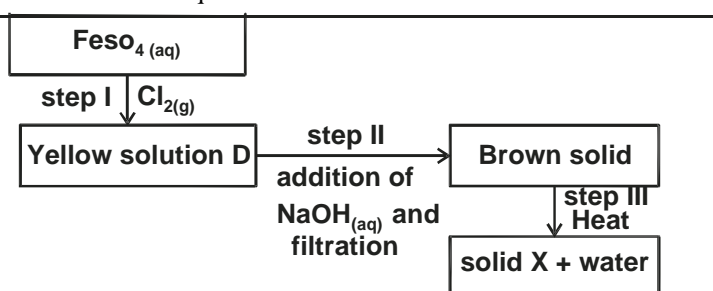 Feso₄ (aq)
step I Cl₂(g)
Yellow solution D
step II
addition of
NaOH(aq) and
filtration
Brown solid
step III
Heat
solid X + water